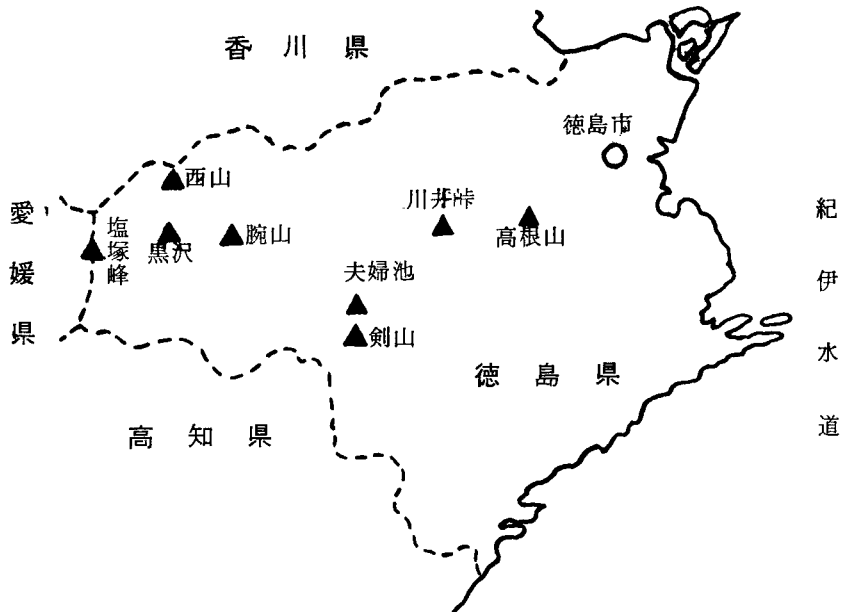 香川県
徳島市
西山
川井峠
愛媛県
紀伊水道
塩塚峰
黒沢
腕山
高根山
夫婦池
剣山
徳島県
高知県